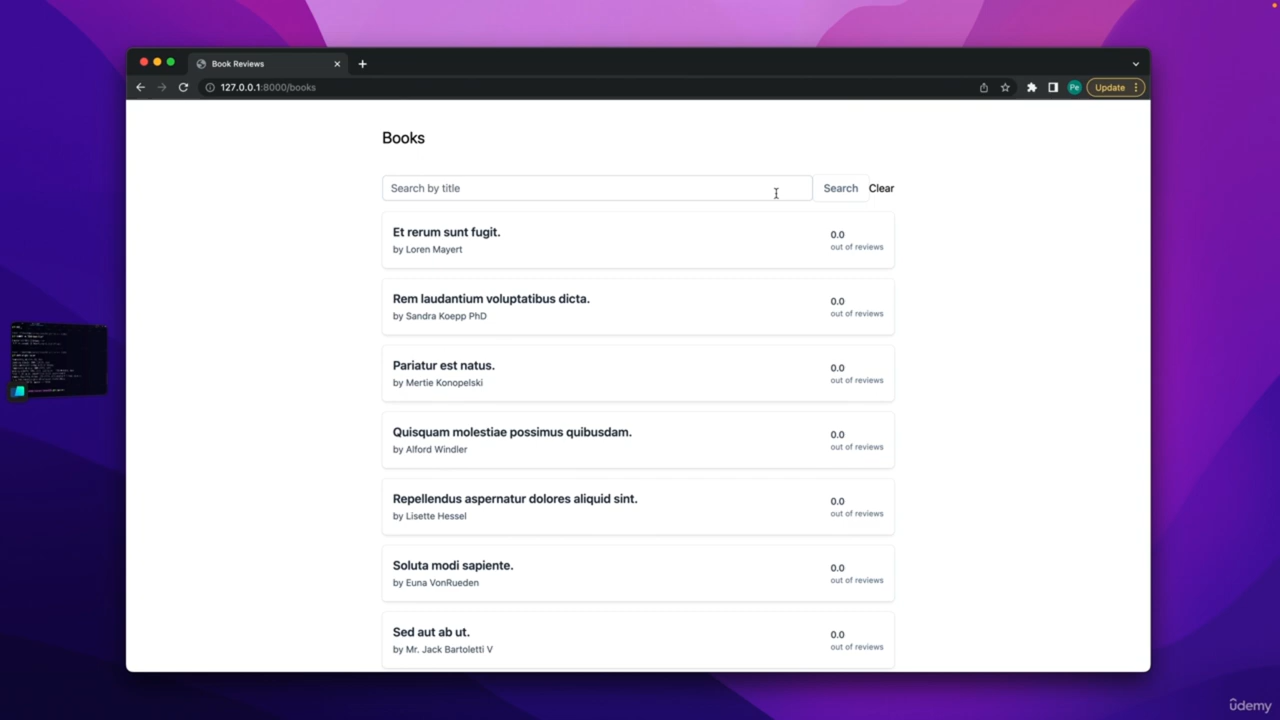 Book Reviews
127.0.0.1:8000/books
Pe
Update
Books
Search by title
Search
Clear
Et rerum sunt fugit.
by Loren Mayert
0.0
out of reviews
Rem laudantium voluptatibus dicta.
by Sandra Koepp PhD
0.0
out of reviews
Pariatur est natus.
by Mertie Konopelski
0.0
out of reviews
Quisquam molestiae possimus quibusdam.
by Alford Windler
0.0
out of reviews
Repellendus aspernatur dolores aliquid sint.
by Lisette Hessel
0.0
out of reviews
Soluta modi sapiente.
by Euna VonRueden
0.0
out of reviews
Sed aut ab ut.
by Mr. Jack Bartoletti V
0.0
out of reviews
ûdemy